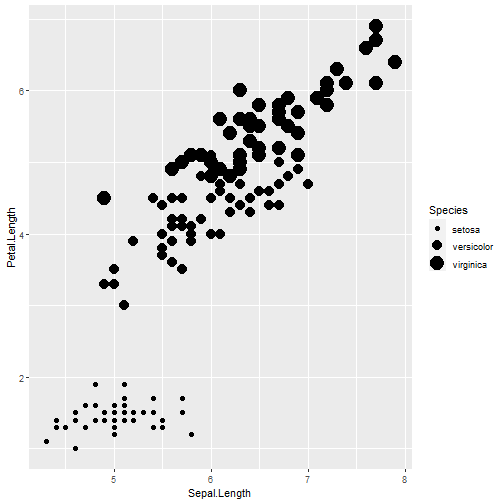 Petal.Length
6
4
2
5
6
7
8
Sepal.Length
Species
setosa
versicolor
virginica